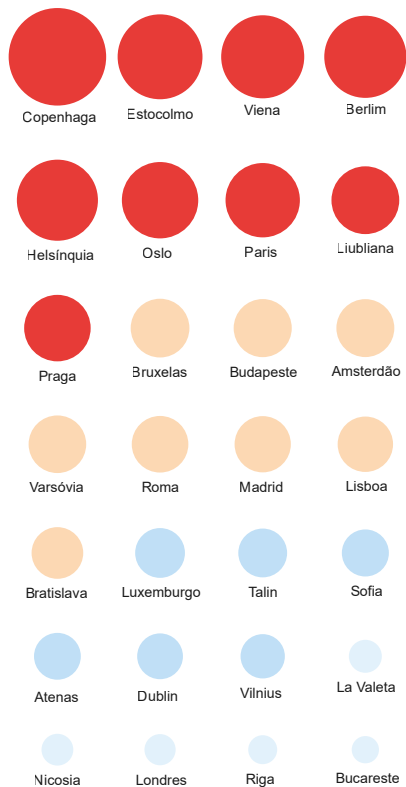 Copenhaga
Estocolmo
Viena
Berlim
Helsínquia
Oslo
Paris
Liubliana
Praga
Bruxelas
Budapeste
Amsterdão
Varsóvia
Roma
Madrid
Lisboa
Bratislava
Luxemburgo
Talin
Sofia
Atenas
Dublin
Vilnius
La Valeta
Nicosia
Londres
Riga
Bucareste